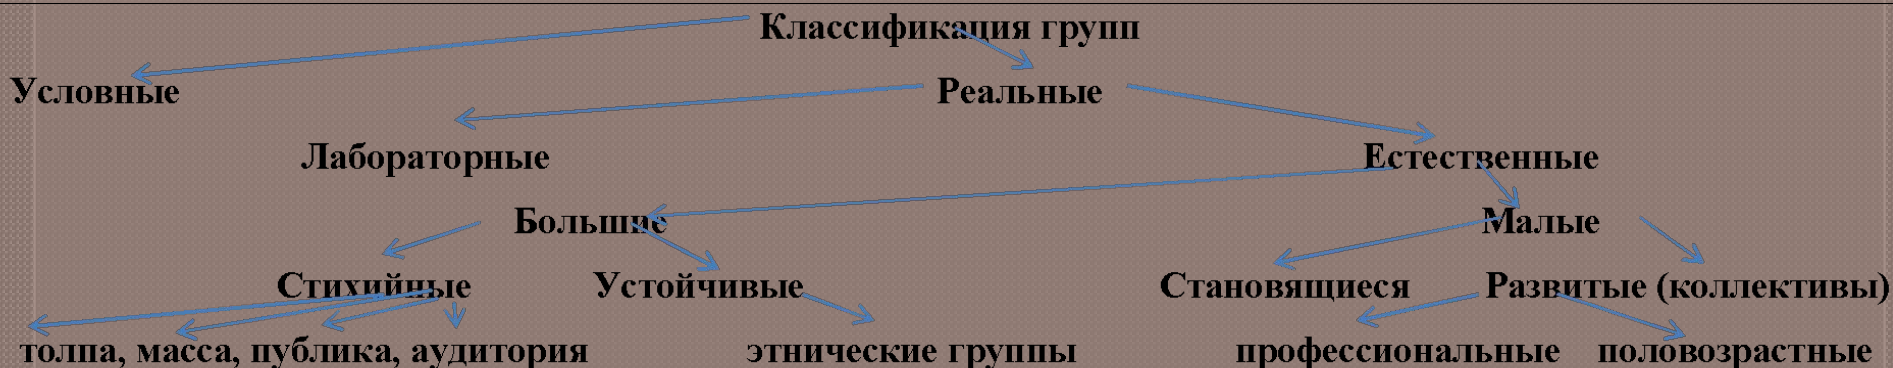 Классификация групп
Условные Реальные
Лабораторные Естественные
Большие Малые
Стихийные Устойчивые Становящиеся Развитые (коллективы)
толпа, масса, публика, аудитория этнические группы профессиональные половозрастные